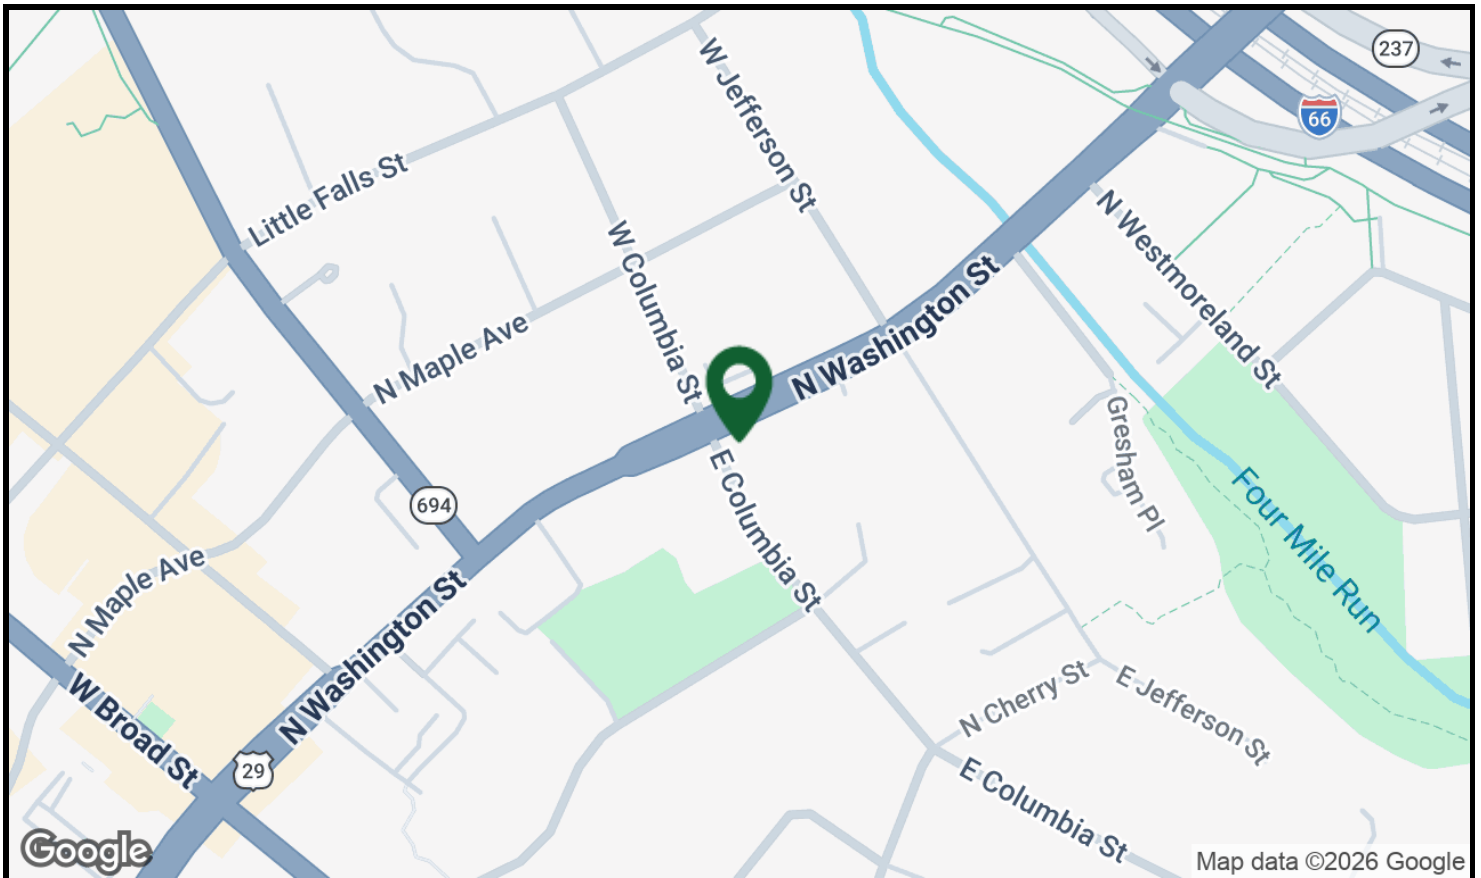 237
66
W Jefferson St
Little Falls St
N Westmoreland St
W Columbia St
N Washington St
N Maple Ave
Gresham Pl
E Columbia St
694
Four Mile Run
N Maple Ave
N Washington St
W Broad St
29
N Cherry St
E Jefferson St
E Columbia St
Google
Map data ©2026 Google